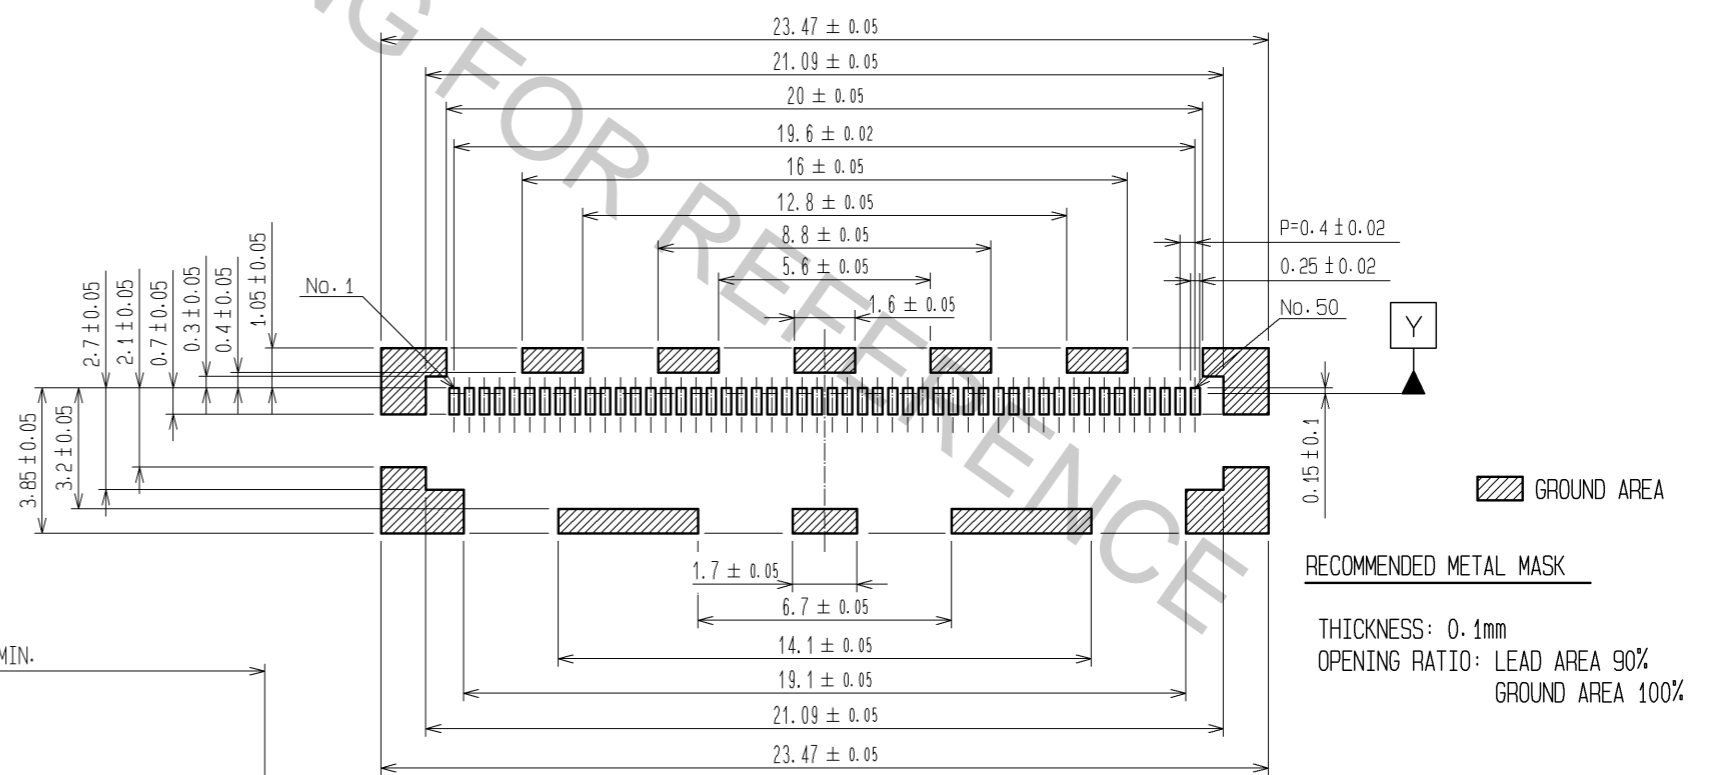 23.47 ± 0.05
21.09 ± 0.05
20 ± 0.05
19.6 ± 0.02
16 ± 0.05
12.8 ± 0.05
8.8 ± 0.05
5.6 ± 0.05
1.6 ± 0.05
P=0.4 ± 0.02
0.25 ± 0.02
No. 1
No. 50
Y
2.7 ± 0.05
2.1 ± 0.05
0.7 ± 0.05
0.3 ± 0.05
0.4 ± 0.05
1.05 ± 0.05
3.85 ± 0.05
3.2 ± 0.05
0.15 ± 0.1
GROUND AREA
1.7 ± 0.05
6.7 ± 0.05
14.1 ± 0.05
19.1 ± 0.05
21.09 ± 0.05
23.47 ± 0.05
RECOMMENDED METAL MASK
THICKNESS: 0.1mm
OPENING RATIO: LEAD AREA 90%
GROUND AREA 100%
MIN.
NG FOR REFERENCE